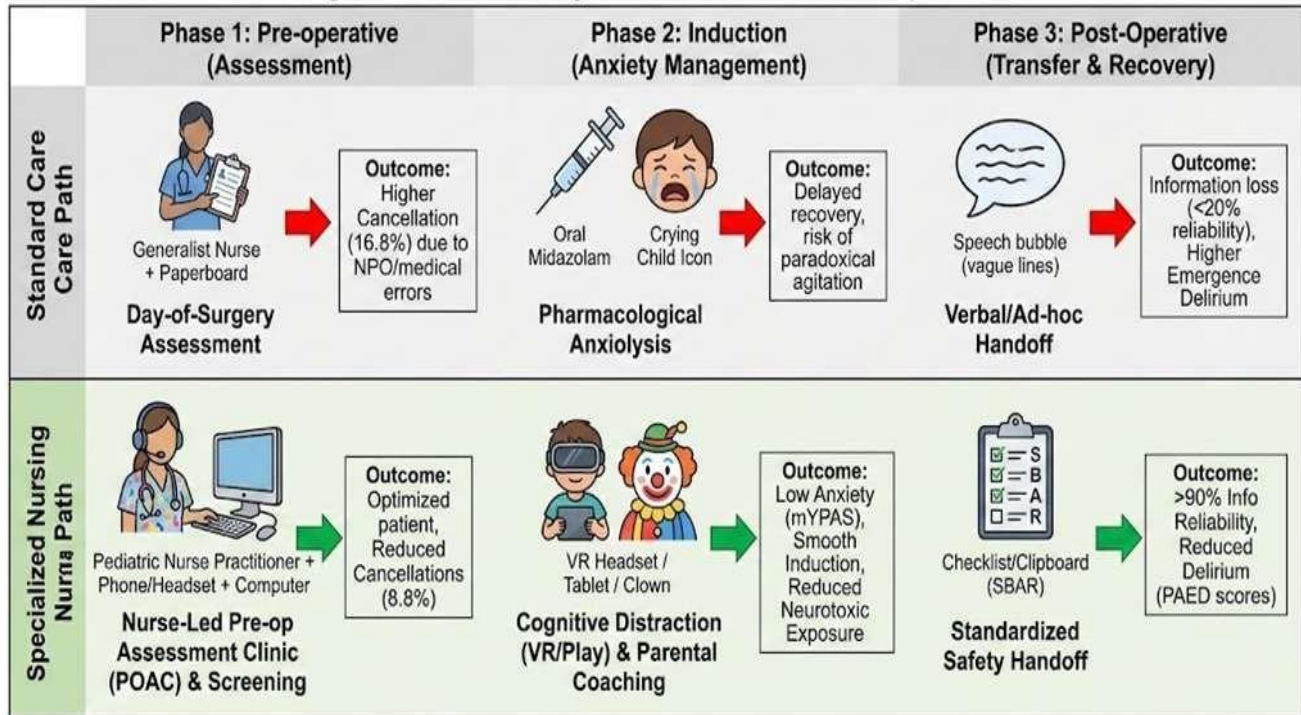 Phase 1: Pre-operative
(Assessment)
Phase 2: Induction
(Anxiety Management)
Phase 3: Post-Operative
(Transfer & Recovery)
Standard Care
Care Path
Generalist Nurse
+ Paperboard
Day-of-Surgery
Assessment
Outcome:
Higher
Cancellation
(16.8%) due to
NPO/medical
errors
Oral
Midazolam
Crying
Child Icon
Pharmacological
Anxiolysis
Outcome:
Delayed
recovery,
risk of
paradoxical
agitation
Speech bubble
(vague lines)
Verbal/Ad-hoc
Handoff
Outcome:
Information loss
(<20%
reliability),
Higher
Emergence
Delirium
Specialized Nursing
Path
Pediatric Nurse Practitioner +
Phone/Headset + Computer
Nurse-Led Pre-op
Assessment Clinic
(POAC) & Screening
Outcome:
Optimized
patient,
Reduced
Cancellations
(8.8%)
VR Headset /
Tablet / Clown
Cognitive Distraction
(VR/Play) & Parental
Coaching
Outcome:
Low Anxiety
(mYPAS),
Smooth
Induction,
Reduced
Neurotoxic
Exposure
S
B
A
R
Checklist/Clipboard
(SBAR)
Standardized
Safety Handoff
Outcome:
>90% Info
Reliability,
Reduced
Delirium
(PAED scores)